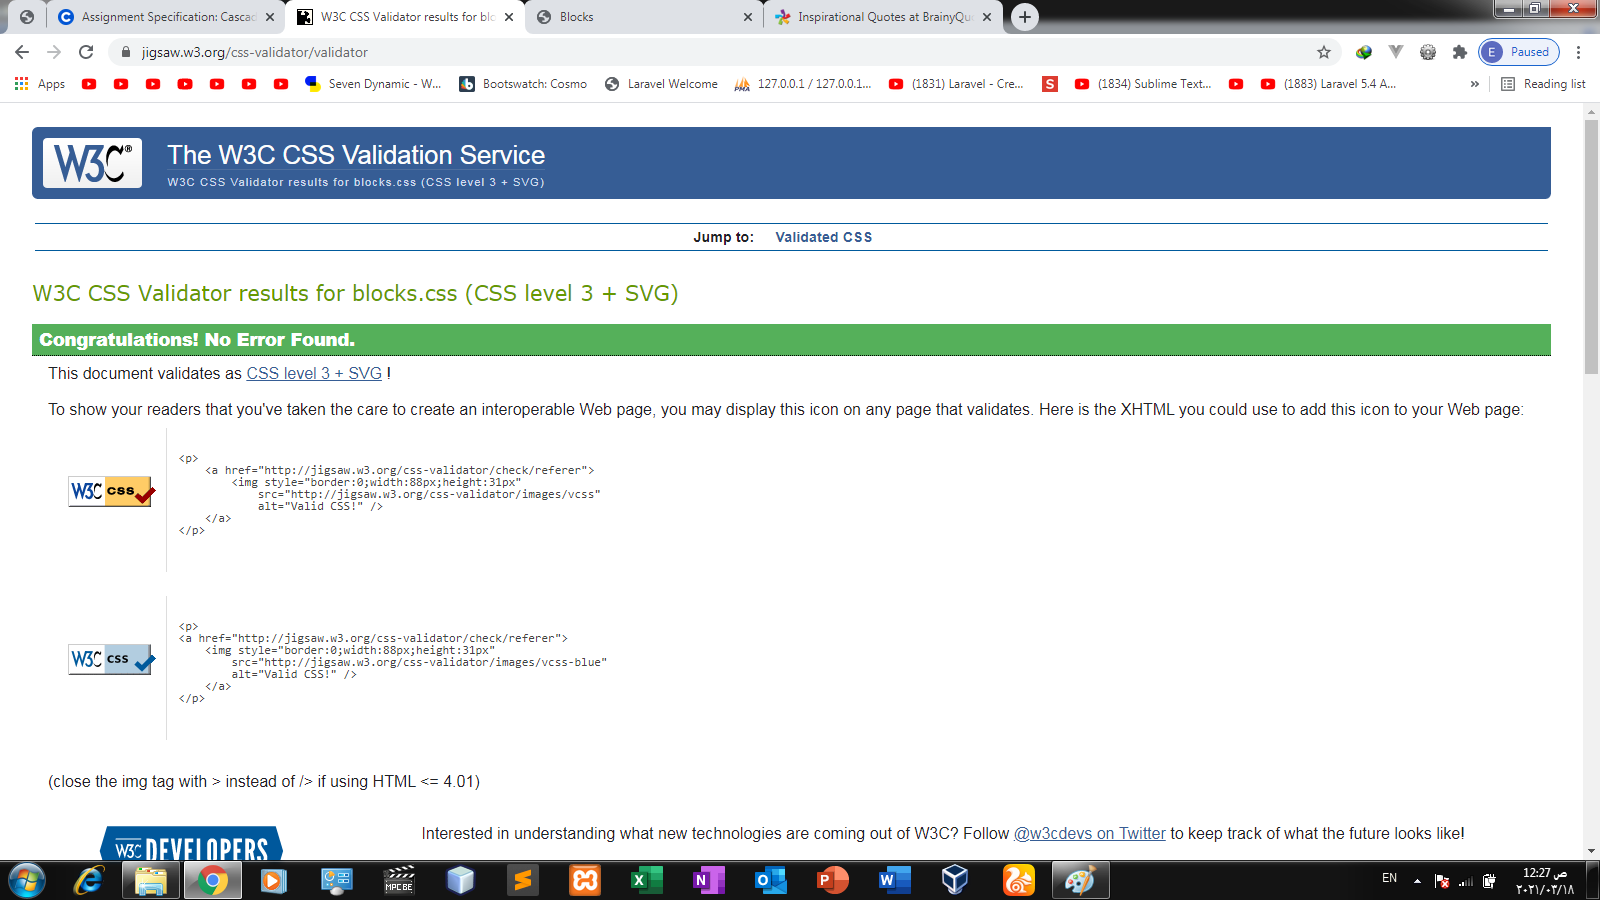 Assignment Specification: Cascad
W3C CSS Validator results for blo
Blocks
Inspirational Quotes at BrainyQu
jigsaw.w3.org/css-validator/validator
E Paused
Apps
Seven Dynamic - W...
Bootswatch: Cosmo
Laravel Welcome
127.0.0.1 / 127.0.0.1...
(1831) Laravel - Cre...
S
(1834) Sublime Text...
(1883) Laravel 5.4 A...
»
Reading list
W3C®
The W3C CSS Validation Service
W3C CSS Validator results for blocks.css (CSS level 3 + SVG)
Jump to: Validated CSS
W3C CSS Validator results for blocks.css (CSS level 3 + SVG)
Congratulations! No Error Found.
This document validates as CSS level 3 + SVG !
To show your readers that you've taken the care to create an interoperable Web page, you may display this icon on any page that validates. Here is the XHTML you could use to add this icon to your Web page:
W3C css
<p>
<a href="http://jigsaw.w3.org/css-validator/check/referer">
<img style="border:0;width:88px;height:31px"
src="http://jigsaw.w3.org/css-validator/images/vcss"
alt="Valid CSS!" />
</a>
</p>
W3C css
<p>
<a href="http://jigsaw.w3.org/css-validator/check/referer">
<img style="border:0;width:88px;height:31px"
src="http://jigsaw.w3.org/css-validator/images/vcss-blue"
alt="Valid CSS!" />
</a>
</p>
(close the img tag with > instead of /> if using HTML <= 4.01)
W3C DEVELOPERS
Interested in understanding what new technologies are coming out of W3C? Follow @w3cdevs on Twitter to keep track of what the future looks like!
MPC BE
EN
12:27 ص
٢٠٢١/٠٣/١٨